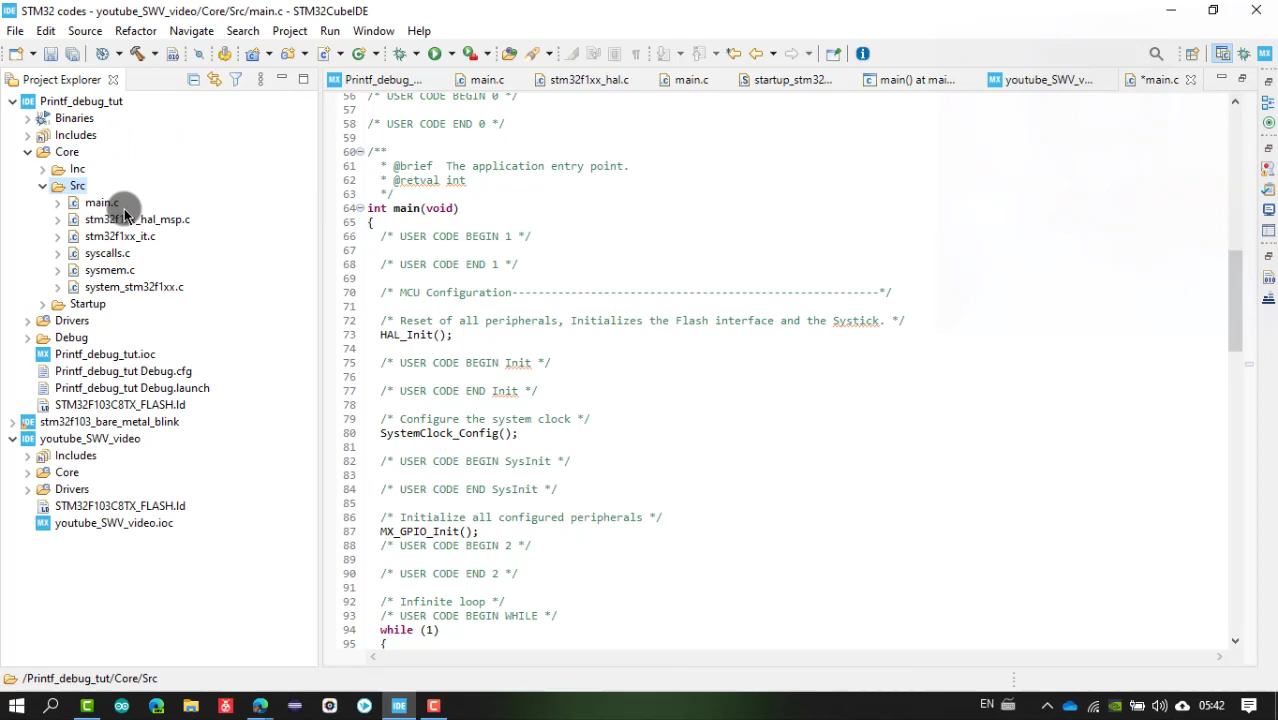 STM32 codes - youtube_SWV_video/Core/Src/main.c - STM32CubeIDE
File Edit Source Refactor Navigate Search Project Run Window Help
Project Explorer
Printf_debug_... main.c stm32f1xx_hal.c main.c startup_stm32... main() at mai... youtube_SWV_v... *main.c
Printf_debug_tut
Binaries
Includes
Core
Inc
Src
main.c
stm32f1xx_hal_msp.c
stm32f1xx_it.c
syscalls.c
sysmem.c
system_stm32f1xx.c
Startup
Drivers
Debug
Printf_debug_tut.ioc
Printf_debug_tut Debug.cfg
Printf_debug_tut Debug.launch
STM32F103C8TX_FLASH.ld
stm32f103_bare_metal_blink
youtube_SWV_video
Includes
Core
Drivers
STM32F103C8TX_FLASH.ld
youtube_SWV_video.ioc
56 /* USER CODE BEGIN 0 */
57
58 /* USER CODE END 0 */
59
60 /**
61 * @brief The application entry point.
62 * @retval int
63 */
64 int main(void)
65 {
66 /* USER CODE BEGIN 1 */
67
68 /* USER CODE END 1 */
69
70 /* MCU Configuration--------------------------------------------------------*/
71
72 /* Reset of all peripherals, Initializes the Flash interface and the Systick. */
73 HAL_Init();
74
75 /* USER CODE BEGIN Init */
76
77 /* USER CODE END Init */
78
79 /* Configure the system clock */
80 SystemClock_Config();
81
82 /* USER CODE BEGIN SysInit */
83
84 /* USER CODE END SysInit */
85
86 /* Initialize all configured peripherals */
87 MX_GPIO_Init();
88 /* USER CODE BEGIN 2 */
89
90 /* USER CODE END 2 */
91
92 /* Infinite loop */
93 /* USER CODE BEGIN WHILE */
94 while (1)
95 {
/Printf_debug_tut/Core/Src
EN 05:42